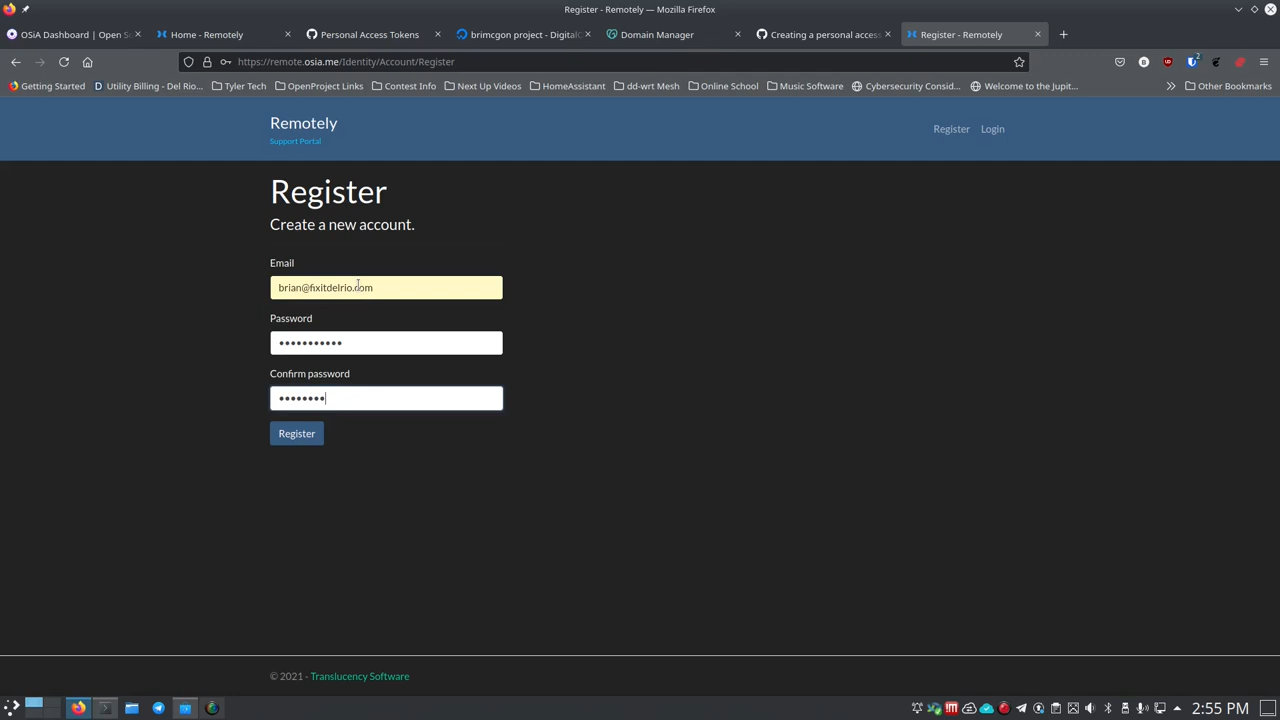 Register - Remotely — Mozilla Firefox
OSiA Dashboard | Open S
Home - Remotely
Personal Access Tokens
brimcgon project - DigitalO
Domain Manager
Creating a personal access
Register - Remotely
https://remote.osia.me/Identity/Account/Register
Getting Started
Utility Billing - Del Rio...
Tyler Tech
OpenProject Links
Contest Info
Next Up Videos
HomeAssistant
dd-wrt Mesh
Online School
Music Software
Cybersecurity Consid...
Welcome to the Jupit...
Other Bookmarks
Remotely
Support Portal
Register
Login
Register
Create a new account.
Email
brian@fixitdelrio.com
Password
•••••••••••
Confirm password
••••••••
Register
© 2021 - Translucency Software
2:55 PM